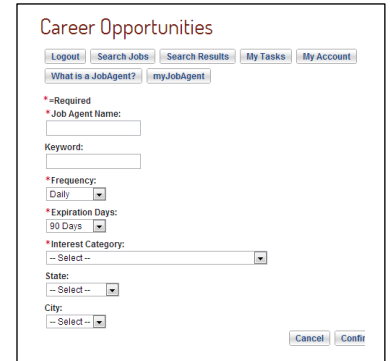 Career Opportunities
Logout Search Jobs Search Results My Tasks My Account
What is a JobAgent? myJobAgent
*=Required
*Job Agent Name:
Keyword:
*Frequency:
Daily
*Expiration Days:
90 Days
*Interest Category:
-- Select --
State:
-- Select --
City:
-- Select --
Cancel Confir